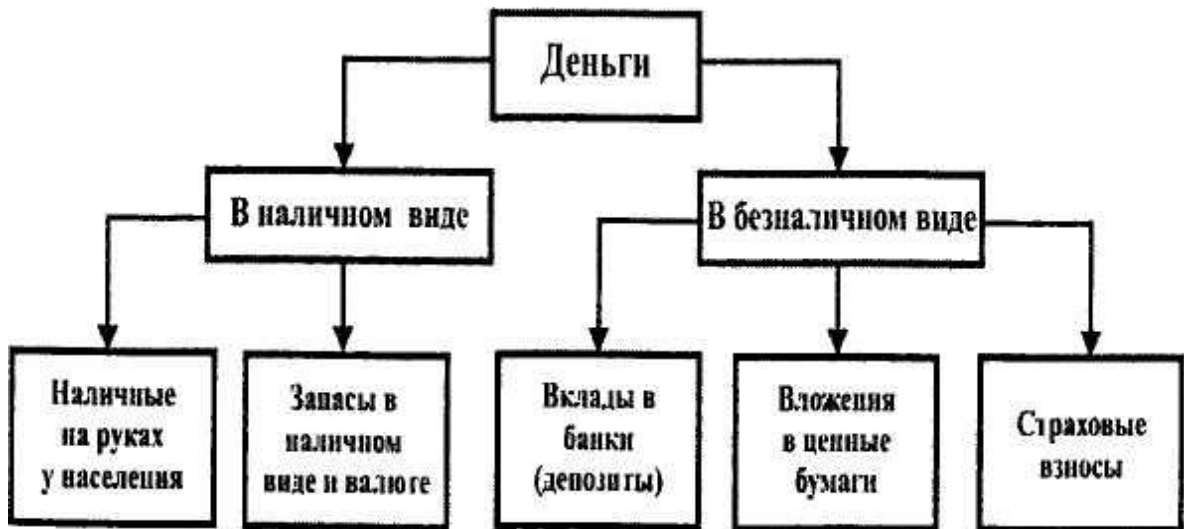 Деньги
В наличном виде
В безналичном виде
Наличные
на руках
у населения
Запасы в
наличном
виде и валюте
Вклады в
банки
(депозиты)
Вложения
в ценные
бумаги
Страховые
взносы